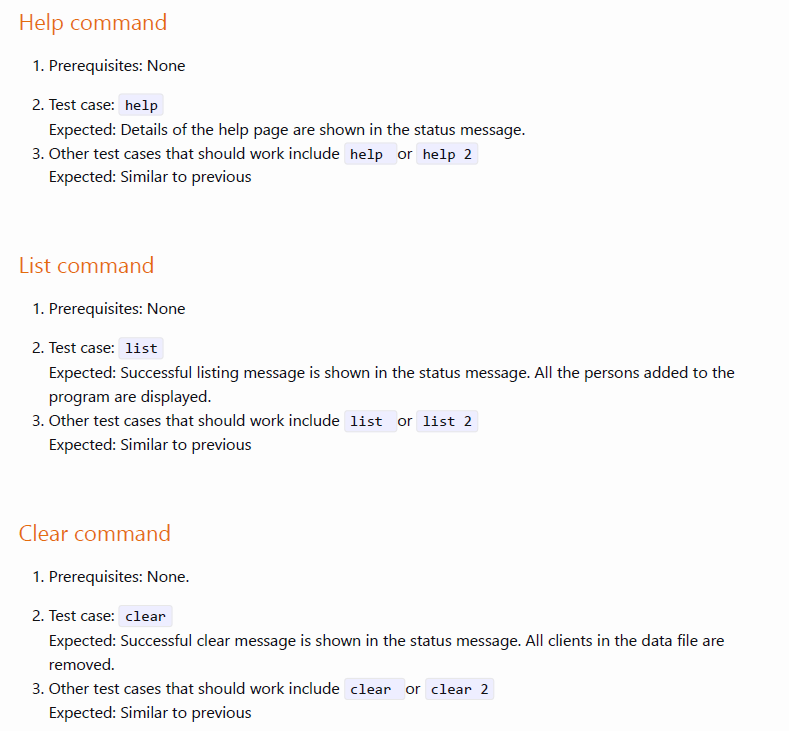 Help command
1. Prerequisites: None
2. Test case: help
Expected: Details of the help page are shown in the status message.
3. Other test cases that should work include help or help 2
Expected: Similar to previous
List command
1. Prerequisites: None
2. Test case: list
Expected: Successful listing message is shown in the status message. All the persons added to the
program are displayed.
3. Other test cases that should work include list or list 2
Expected: Similar to previous
Clear command
1. Prerequisites: None.
2. Test case: clear
Expected: Successful clear message is shown in the status message. All clients in the data file are
removed.
3. Other test cases that should work include clear or clear 2
Expected: Similar to previous